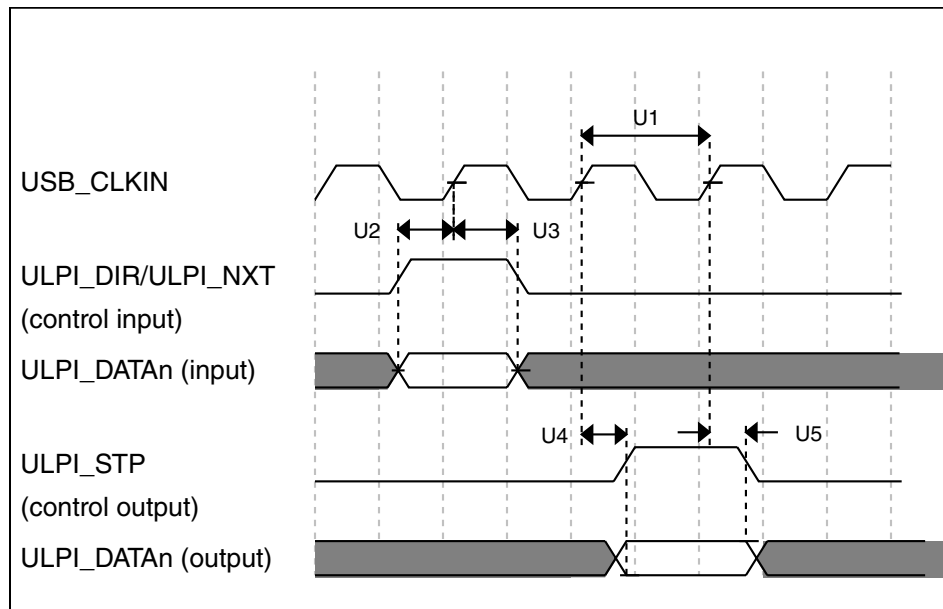 U1
USB_CLKIN
U2
U3
ULPI_DIR/ULPI_NXT
(control input)
ULPI_DATAn (input)
U4
U5
ULPI_STP
(control output)
ULPI_DATAn (output)